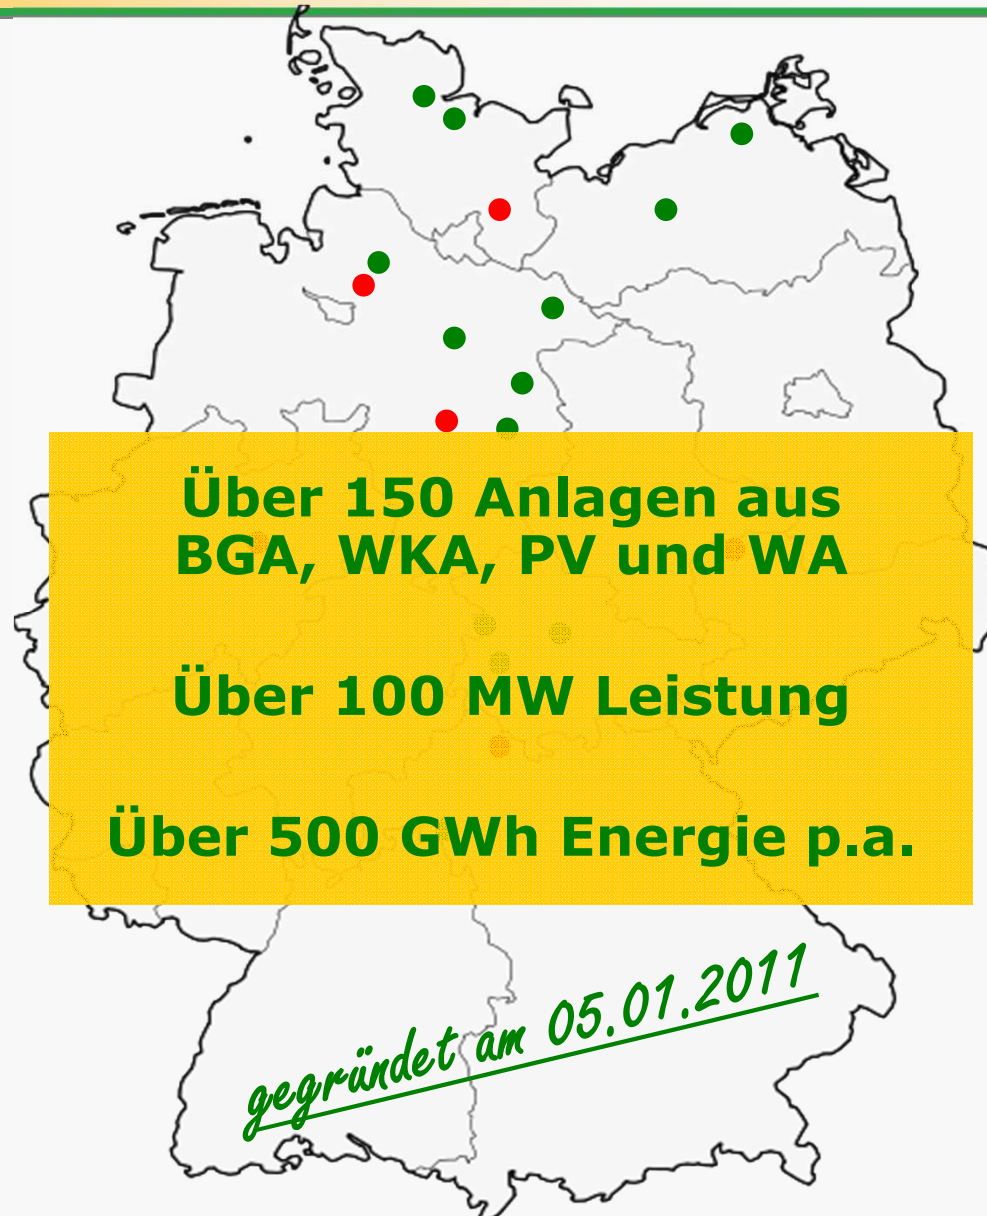 Über 150 Anlagen aus
BGA, WKA, PV und WA
Über 100 MW Leistung
Über 500 GWh Energie p.a.
gegründet am 05.01.2011